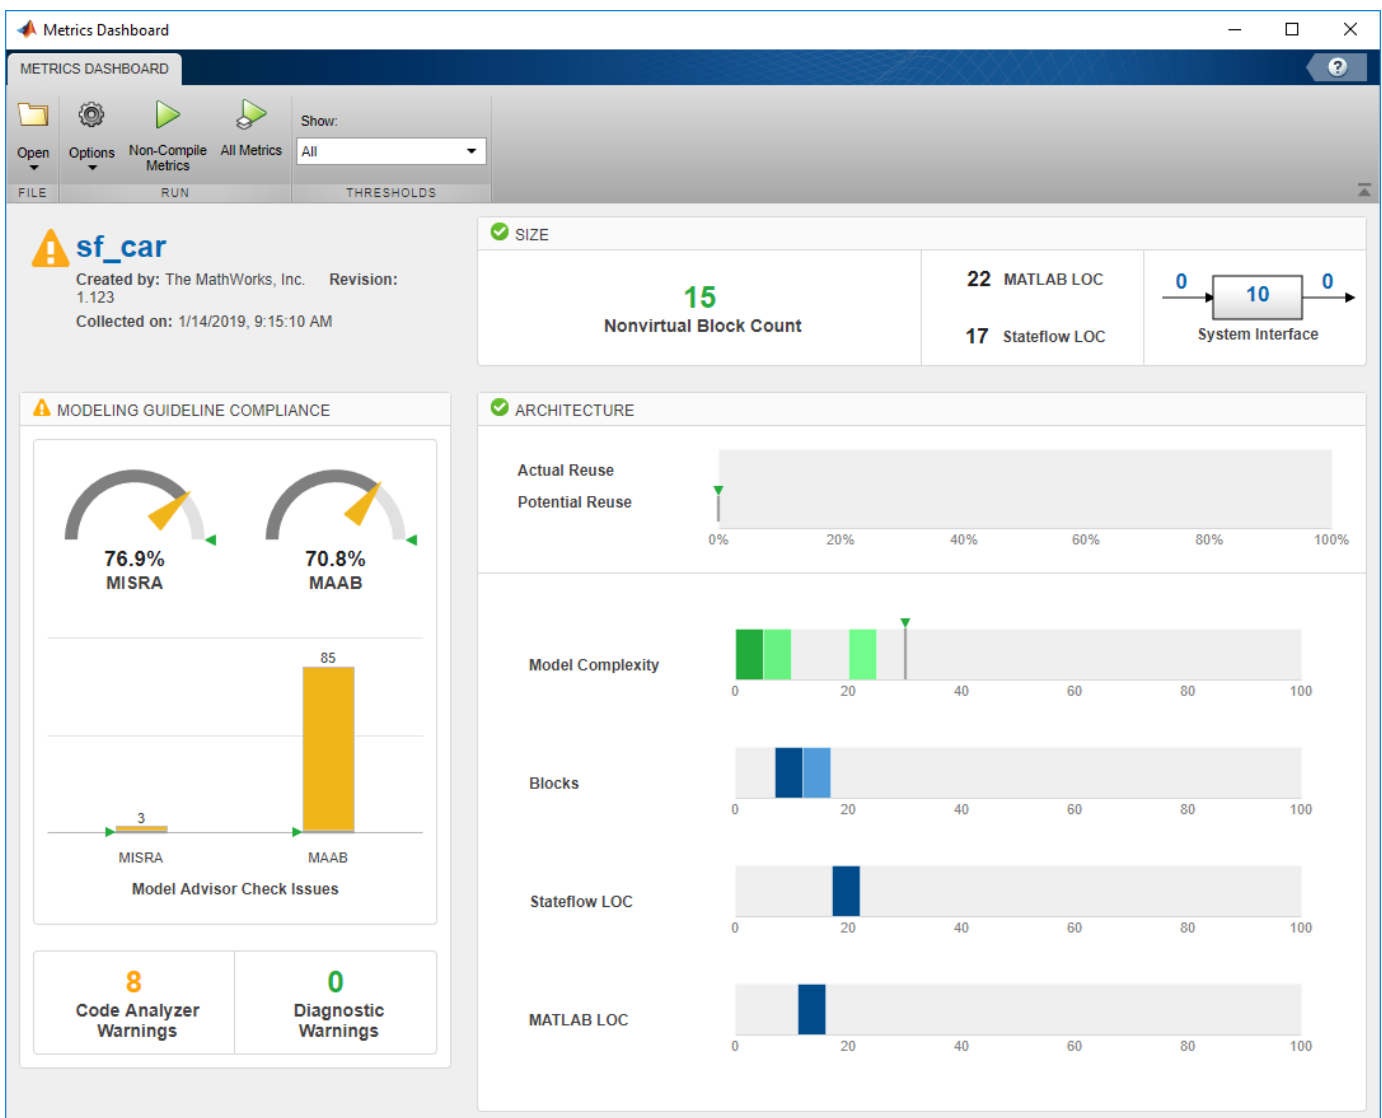 Metrics Dashboard
METRICS DASHBOARD
?
Open
Options
Non-Compile
Metrics
All Metrics
Show:
All
FILE
RUN
THRESHOLDS
sf_car
Created by: The MathWorks, Inc. Revision:
1.123
Collected on: 1/14/2019, 9:15:10 AM
SIZE
15
Nonvirtual Block Count
22 MATLAB LOC
17 Stateflow LOC
0 10 0
System Interface
MODELING GUIDELINE COMPLIANCE
76.9%
MISRA
70.8%
MAAB
85
3
MISRA MAAB
Model Advisor Check Issues
8
Code Analyzer
Warnings
0
Diagnostic
Warnings
ARCHITECTURE
Actual Reuse
Potential Reuse
0% 20% 40% 60% 80% 100%
Model Complexity
0 20 40 60 80 100
Blocks
0 20 40 60 80 100
Stateflow LOC
0 20 40 60 80 100
MATLAB LOC
0 20 40 60 80 100